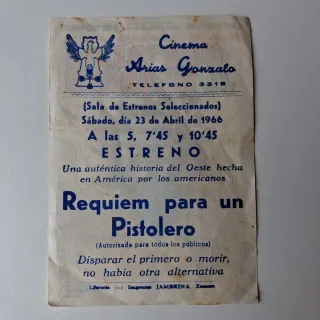 Cinema
Arias Gonzalo
TELEFONO 3318
(Sala de Estrenos Seleccionados)
Sábado, día 23 de Abril de 1966
A las 5, 7'45 y 10'45
ESTRENO
Una auténtica historia del Oeste hecha
en América por los americanos
Requiem para un
Pistolero
(Autorizada para todos los públicos)
Disparar el primero o morir,
no había otra alternativa
Librería Imprenta JAMBRINA. Zamora